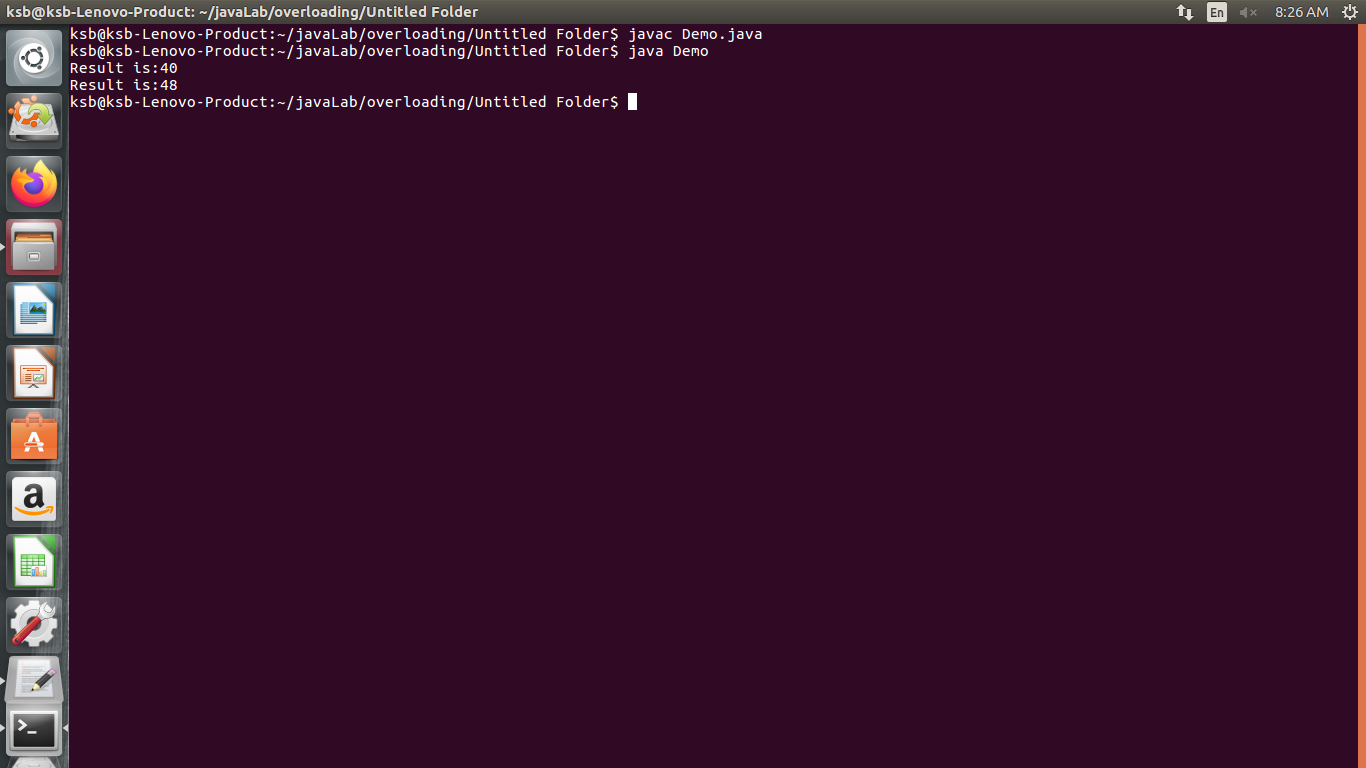 ksb@ksb-Lenovo-Product: ~/javaLab/overloading/Untitled Folder
En
8:26 AM
ksb@ksb-Lenovo-Product:~/javaLab/overloading/Untitled Folder$ javac Demo.java
ksb@ksb-Lenovo-Product:~/javaLab/overloading/Untitled Folder$ java Demo
Result is:40
Result is:48
ksb@ksb-Lenovo-Product:~/javaLab/overloading/Untitled Folder$